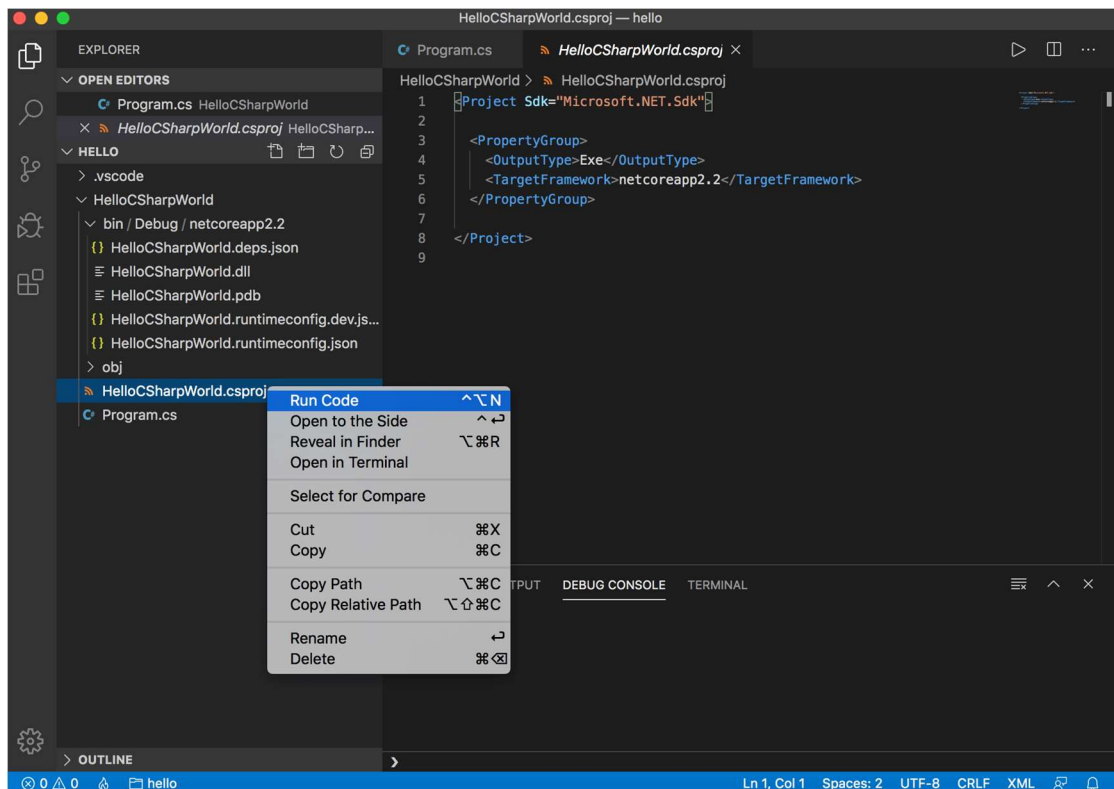 HelloCSharpWorld.csproj — hello
EXPLORER
Program.cs
HelloCSharpWorld.csproj
OPEN EDITORS
HelloCSharpWorld > HelloCSharpWorld.csproj
Program.cs HelloCSharpWorld
HelloCSharpWorld.csproj HelloCSharp...
HELLO
.vscode
HelloCSharpWorld
bin / Debug / netcoreapp2.2
{} HelloCSharpWorld.deps.json
HelloCSharpWorld.dll
HelloCSharpWorld.pdb
{} HelloCSharpWorld.runtimeconfig.dev.js...
{} HelloCSharpWorld.runtimeconfig.json
obj
HelloCSharpWorld.csproj
C# Program.cs
1 <Project Sdk="Microsoft.NET.Sdk">
2
3 <PropertyGroup>
4 <OutputType>Exe</OutputType>
5 <TargetFramework>netcoreapp2.2</TargetFramework>
6 </PropertyGroup>
7
8 </Project>
9
Run Code ⌃⌥N
Open to the Side ⌃↩
Reveal in Finder ⌥⌘R
Open in Terminal
Select for Compare
Cut ⌘X
Copy ⌘C
Copy Path ⌥⌘C
Copy Relative Path ⌥⇧⌘C
Rename ↩
Delete ⌘⌫
TPUT DEBUG CONSOLE TERMINAL
OUTLINE
0 0 hello Ln 1, Col 1 Spaces: 2 UTF-8 CRLF XML